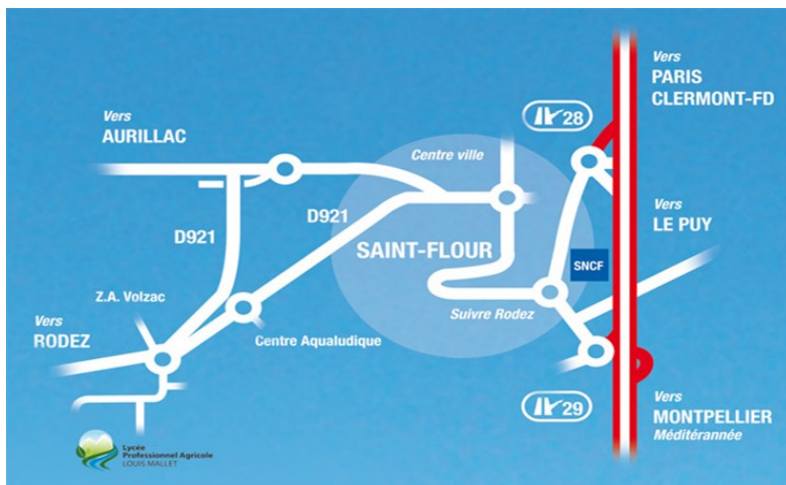 Vers
PARIS
CLERMONT-FD
28
Vers
AURILLAC
Centre ville
Vers
LE PUY
D921
D921
SAINT-FLOUR
SNCF
Z.A. Volzac
Suivre Rodez
Vers
RODEZ
Centre Aqualudique
29
Vers
MONTPELLIER
Méditérannée
Lycée
Professionnel Agricole
LOUIS MALLET